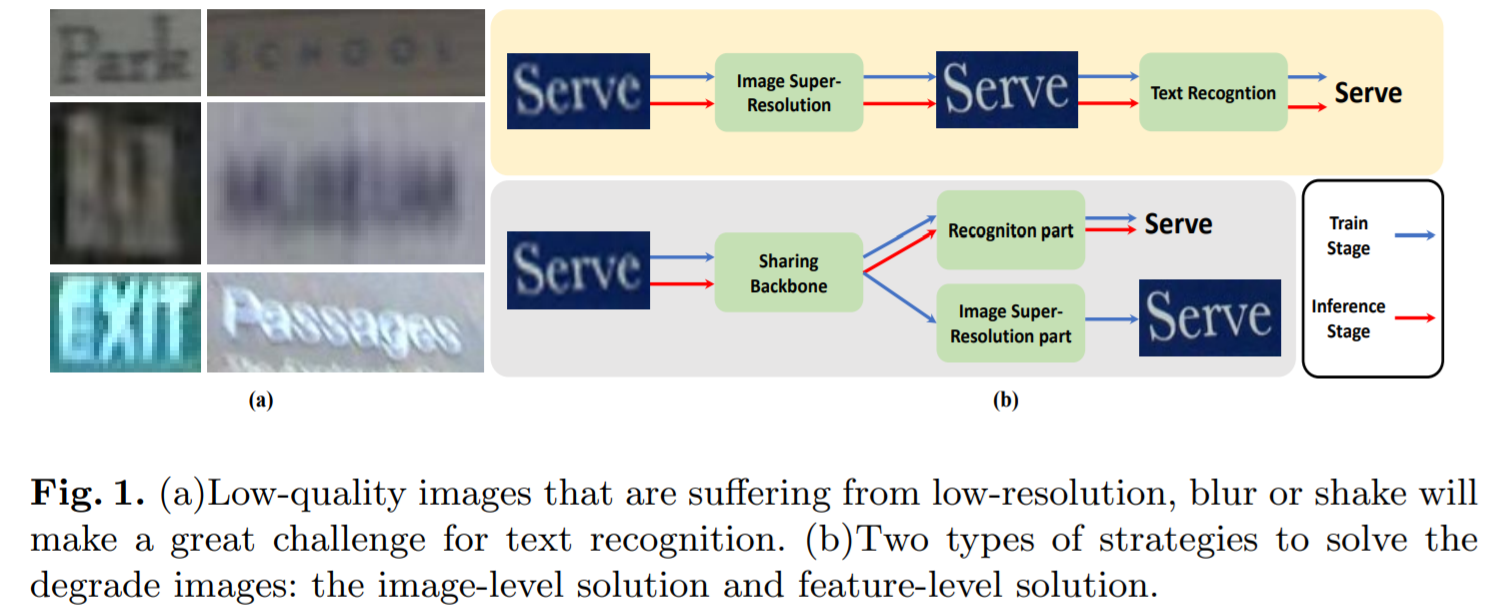 Park
SCHOOL
EXIT
Passages
(a)
Serve
Image Super-
Resolution
Serve
Text Recogntion
Serve
Serve
Sharing
Backbone
Recogniton part
Serve
Image Super-
Resolution part
Serve
Train
Stage
Inference
Stage
(b)
Fig. 1. (a)Low-quality images that are suffering from low-resolution, blur or shake will
make a great challenge for text recognition. (b)Two types of strategies to solve the
degrade images: the image-level solution and feature-level solution.